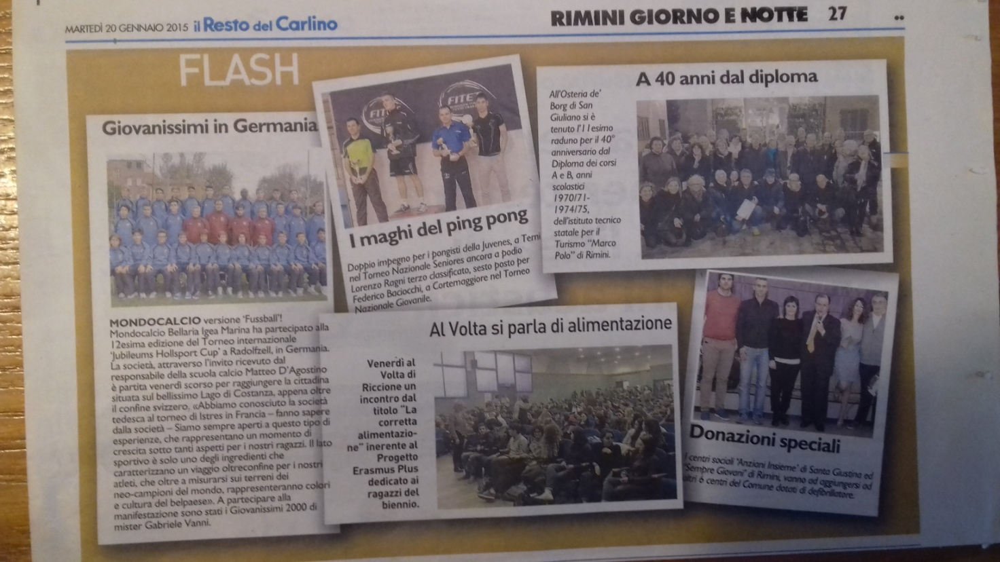 MARTEDÌ 20 GENNAIO 2015 il Resto del Carlino
RIMINI GIORNO E NOTTE 27
FLASH
Giovanissimi in Germania
MONDOCALCIO versione 'Fussball'!
Mondocalcio Bellaria Igea Marina ha partecipato alla
12esima edizione del Torneo internazionale
'Jubileums Hollsport Cup' a Radolfzell, in Germania.
La società, attraverso l'invito ricevuto dal
responsabile della scuola calcio Matteo D'Agostino
è partita venerdì scorso per raggiungere la cittadina
situata sul bellissimo Lago di Costanza, appena oltre
il confine svizzero. «Abbiamo conosciuto la società
tedesca al torneo di Istres in Francia – fanno sapere
dalla società – Siamo sempre aperti a questo tipo di
esperienze, che rappresentano un momento di
crescita sotto tanti aspetti per i nostri ragazzi. Il lato
sportivo è solo uno degli ingredienti che
caratterizzano un viaggio oltreconfine per i nostri
atleti, che oltre a misurarsi sui terreni dei
neo-campioni del mondo, rappresenteranno colori
e cultura del belpaese». A partecipare alla
manifestazione sono stati i Giovanissimi 2000 di
mister Gabriele Vanni.
FITE
FITE
I maghi del ping pong
Doppio impegno per i pongisti della Juvenes, a Terni
nel Torneo Nazionale Seniores ancora a podio
Lorenzo Ragni terzo classificato, sesto posto per
Federico Baciocchi, a Cortemaggiore nel Torneo
Nazionale Giovanile.
A 40 anni dal diploma
All'Osteria de'
Borg di San
Giuliano si è
tenuto l'11esimo
raduno per il 40°
anniversario dal
Diploma dei corsi
A e B, anni
scolastici
1970/71-
1974/75,
dell'istituto tecnico
statale per il
Turismo "Marco
Polo" di Rimini.
Al Volta si parla di alimentazione
Venerdì al
Volta di
Riccione un
incontro dal
titolo "La
corretta
alimentazio-
ne" inerente al
Progetto
Erasmus Plus
dedicato ai
ragazzi del
biennio.
Donazioni speciali
I centri sociali 'Anziani Insieme' di Santa Giustina ed
'Sempre Giovani' di Rimini, vanno ad aggiungersi ad
altri 6 centri del Comune dotati di defibrillatore.